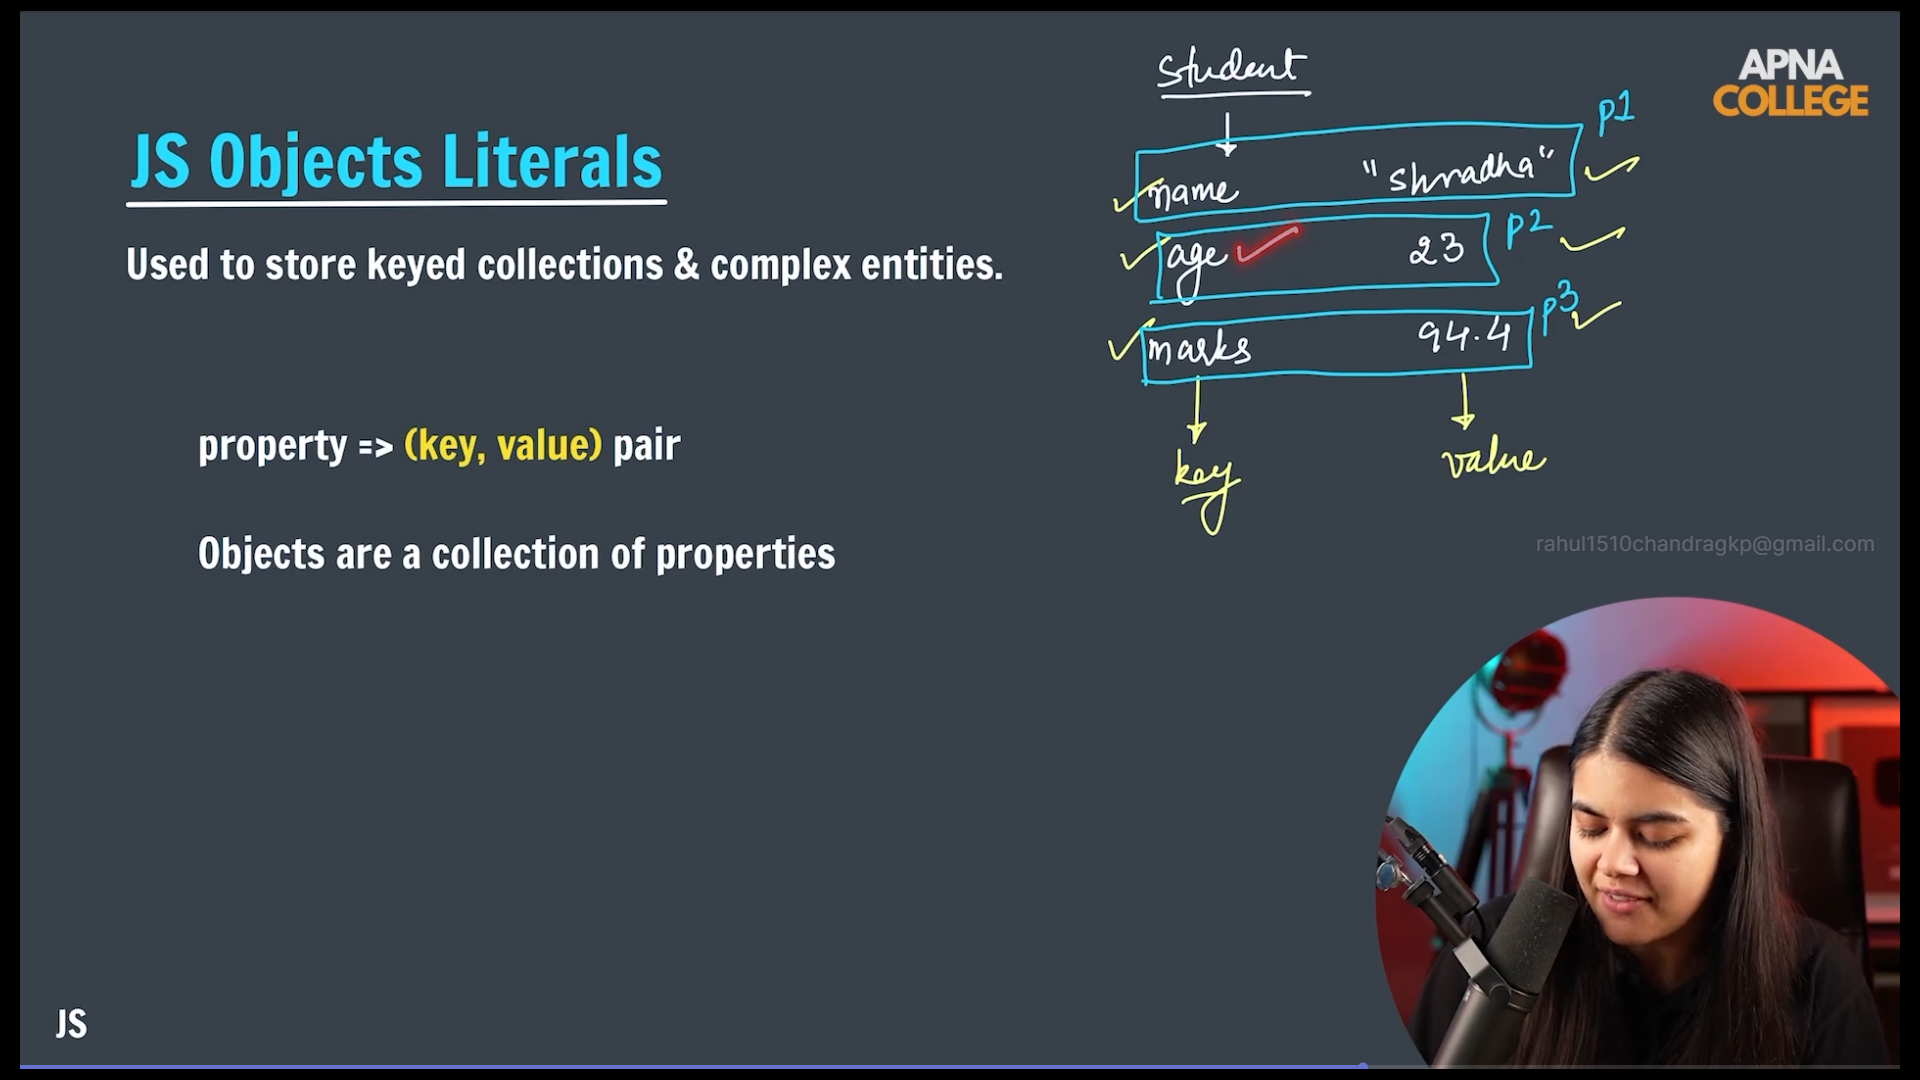 student
APNA
COLLEGE
JS Objects Literals
p1
name "shradha"
Used to store keyed collections & complex entities.
age 23 p2
marks 94.4 p3
property => (key, value) pair
key value
Objects are a collection of properties
rahul1510chandragkp@gmail.com
JS